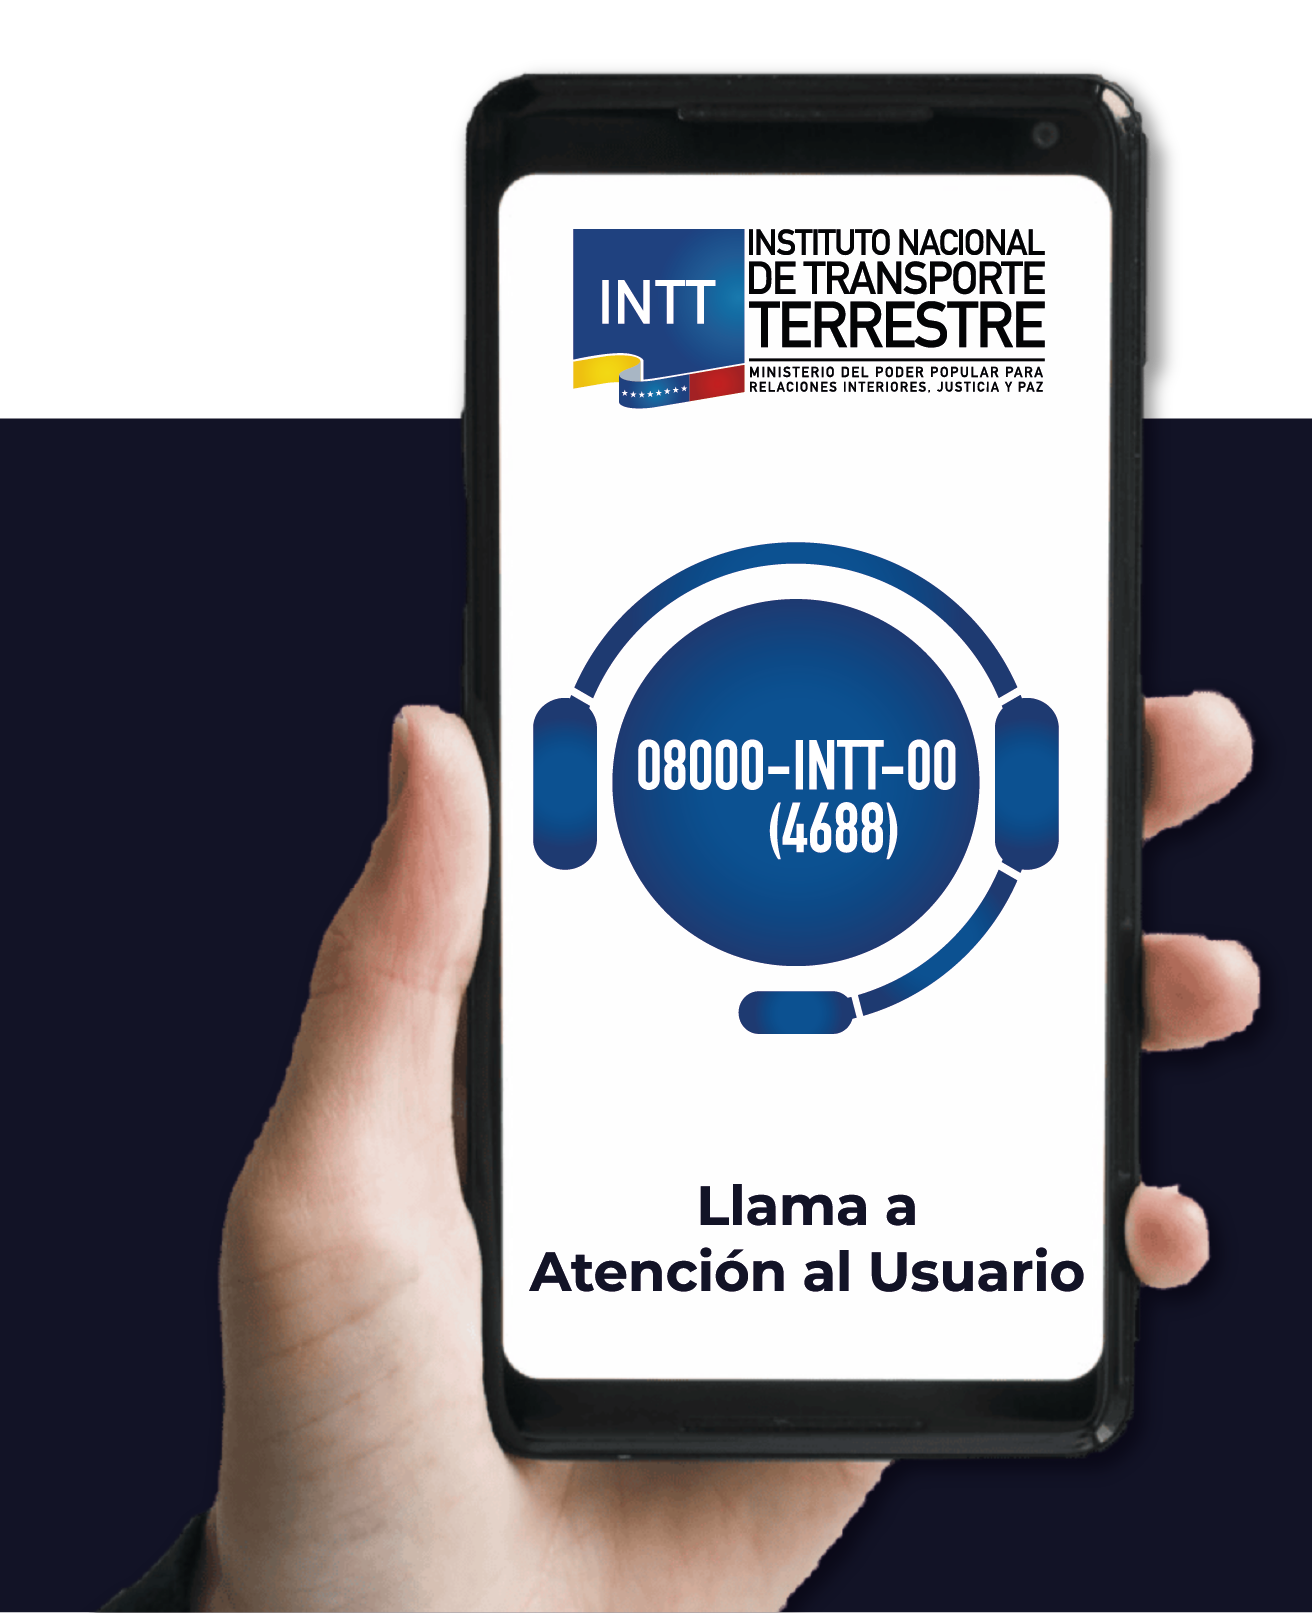 INTT
INSTITUTO NACIONAL
DE TRANSPORTE
TERRESTRE
MINISTERIO DEL PODER POPULAR PARA
RELACIONES INTERIORES, JUSTICIA Y PAZ
08000-INTT-00
(4688)
Llama a
Atención al Usuario